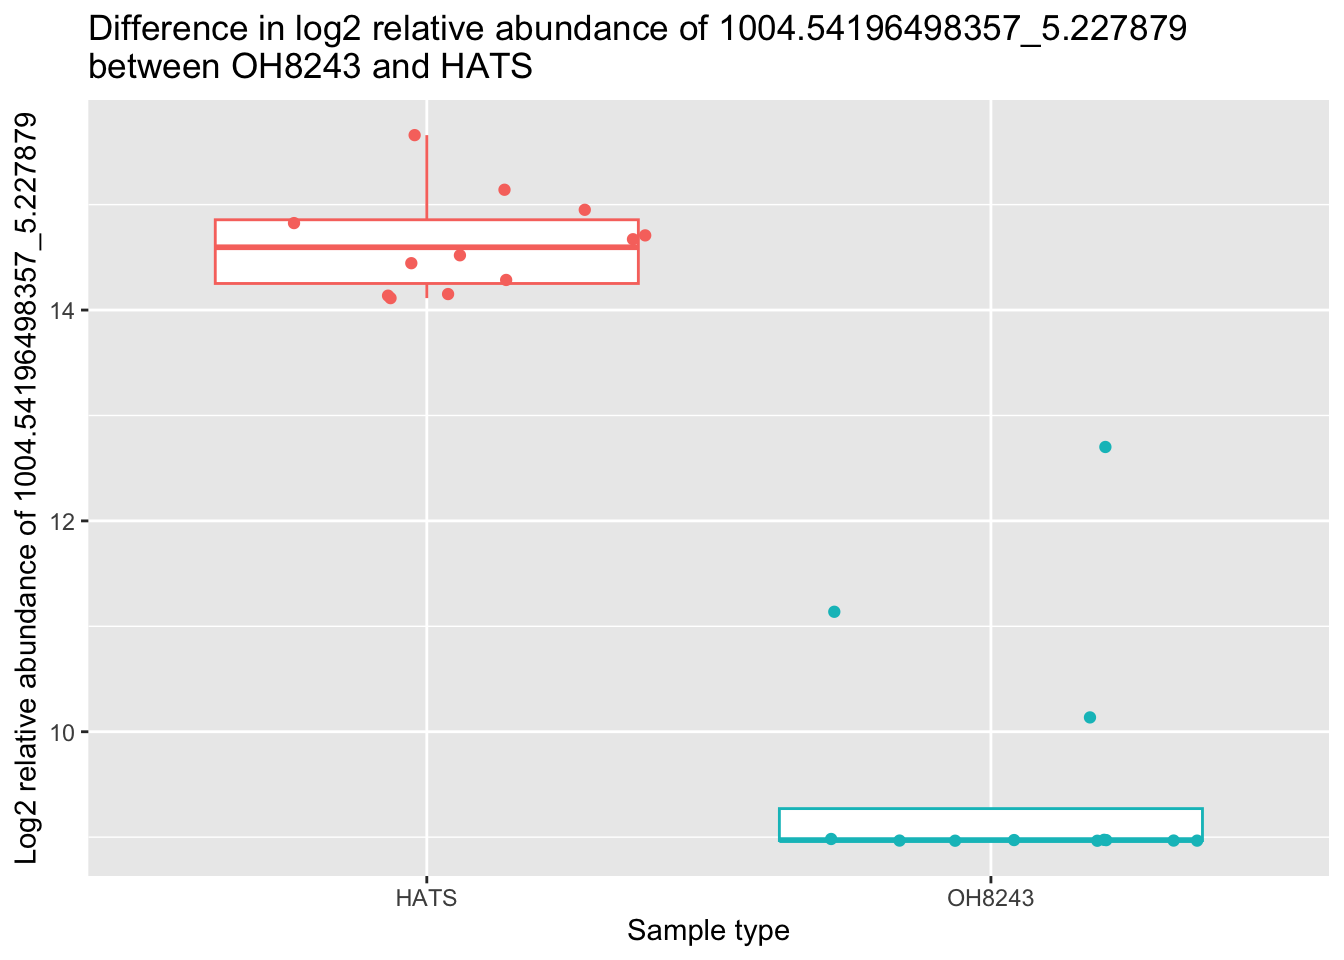 Difference in log2 relative abundance of 1004.54196498357_5.227879
between OH8243 and HATS
Log2 relative abundance of 1004.54196498357_5.227879
14
12
10
HATS
OH8243
Sample type